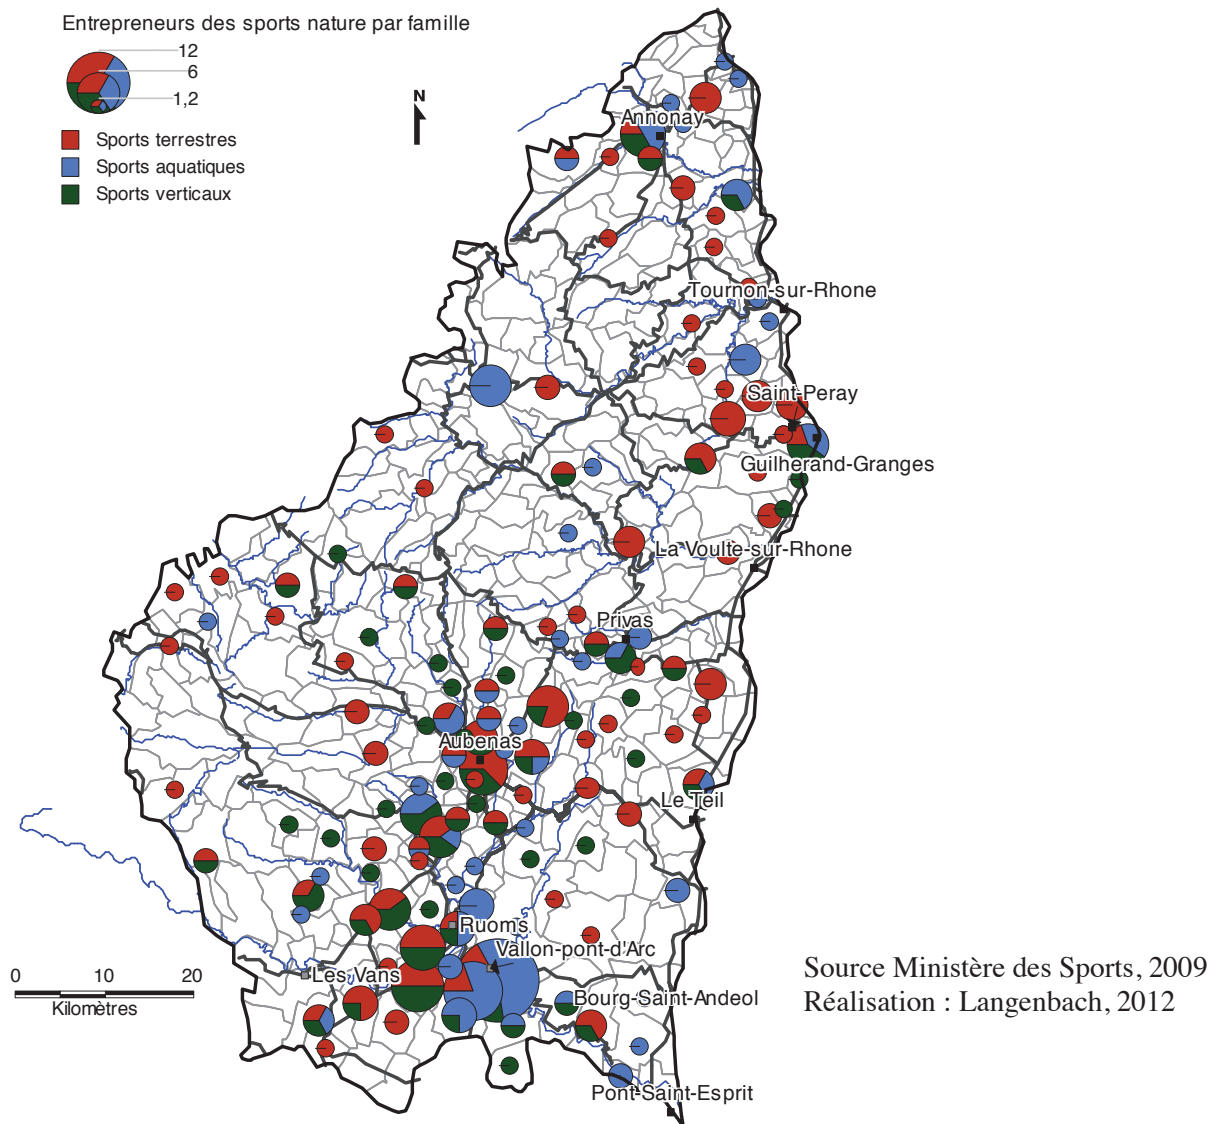 Entrepreneurs des sports nature par famille
12
6
1,2
Sports terrestres
Sports aquatiques
Sports verticaux
N
Annonay
Tournon-sur-Rhone
Saint-Peray
Guilherand-Granges
La Voulte-sur-Rhone
Privas
Aubenas
Le Teil
Ruoms
Vallon-pont-d'Arc
Les Vans
Bourg-Saint-Andeol
Pont-Saint-Esprit
0 10 20
Kilomètres
Source Ministère des Sports, 2009
Réalisation : Langenbach, 2012